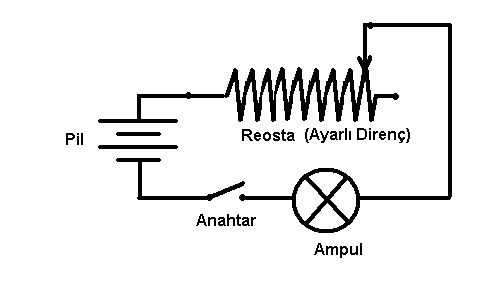 Pil
Reosta (Ayarlı Direnç)
Anahtar
Ampul